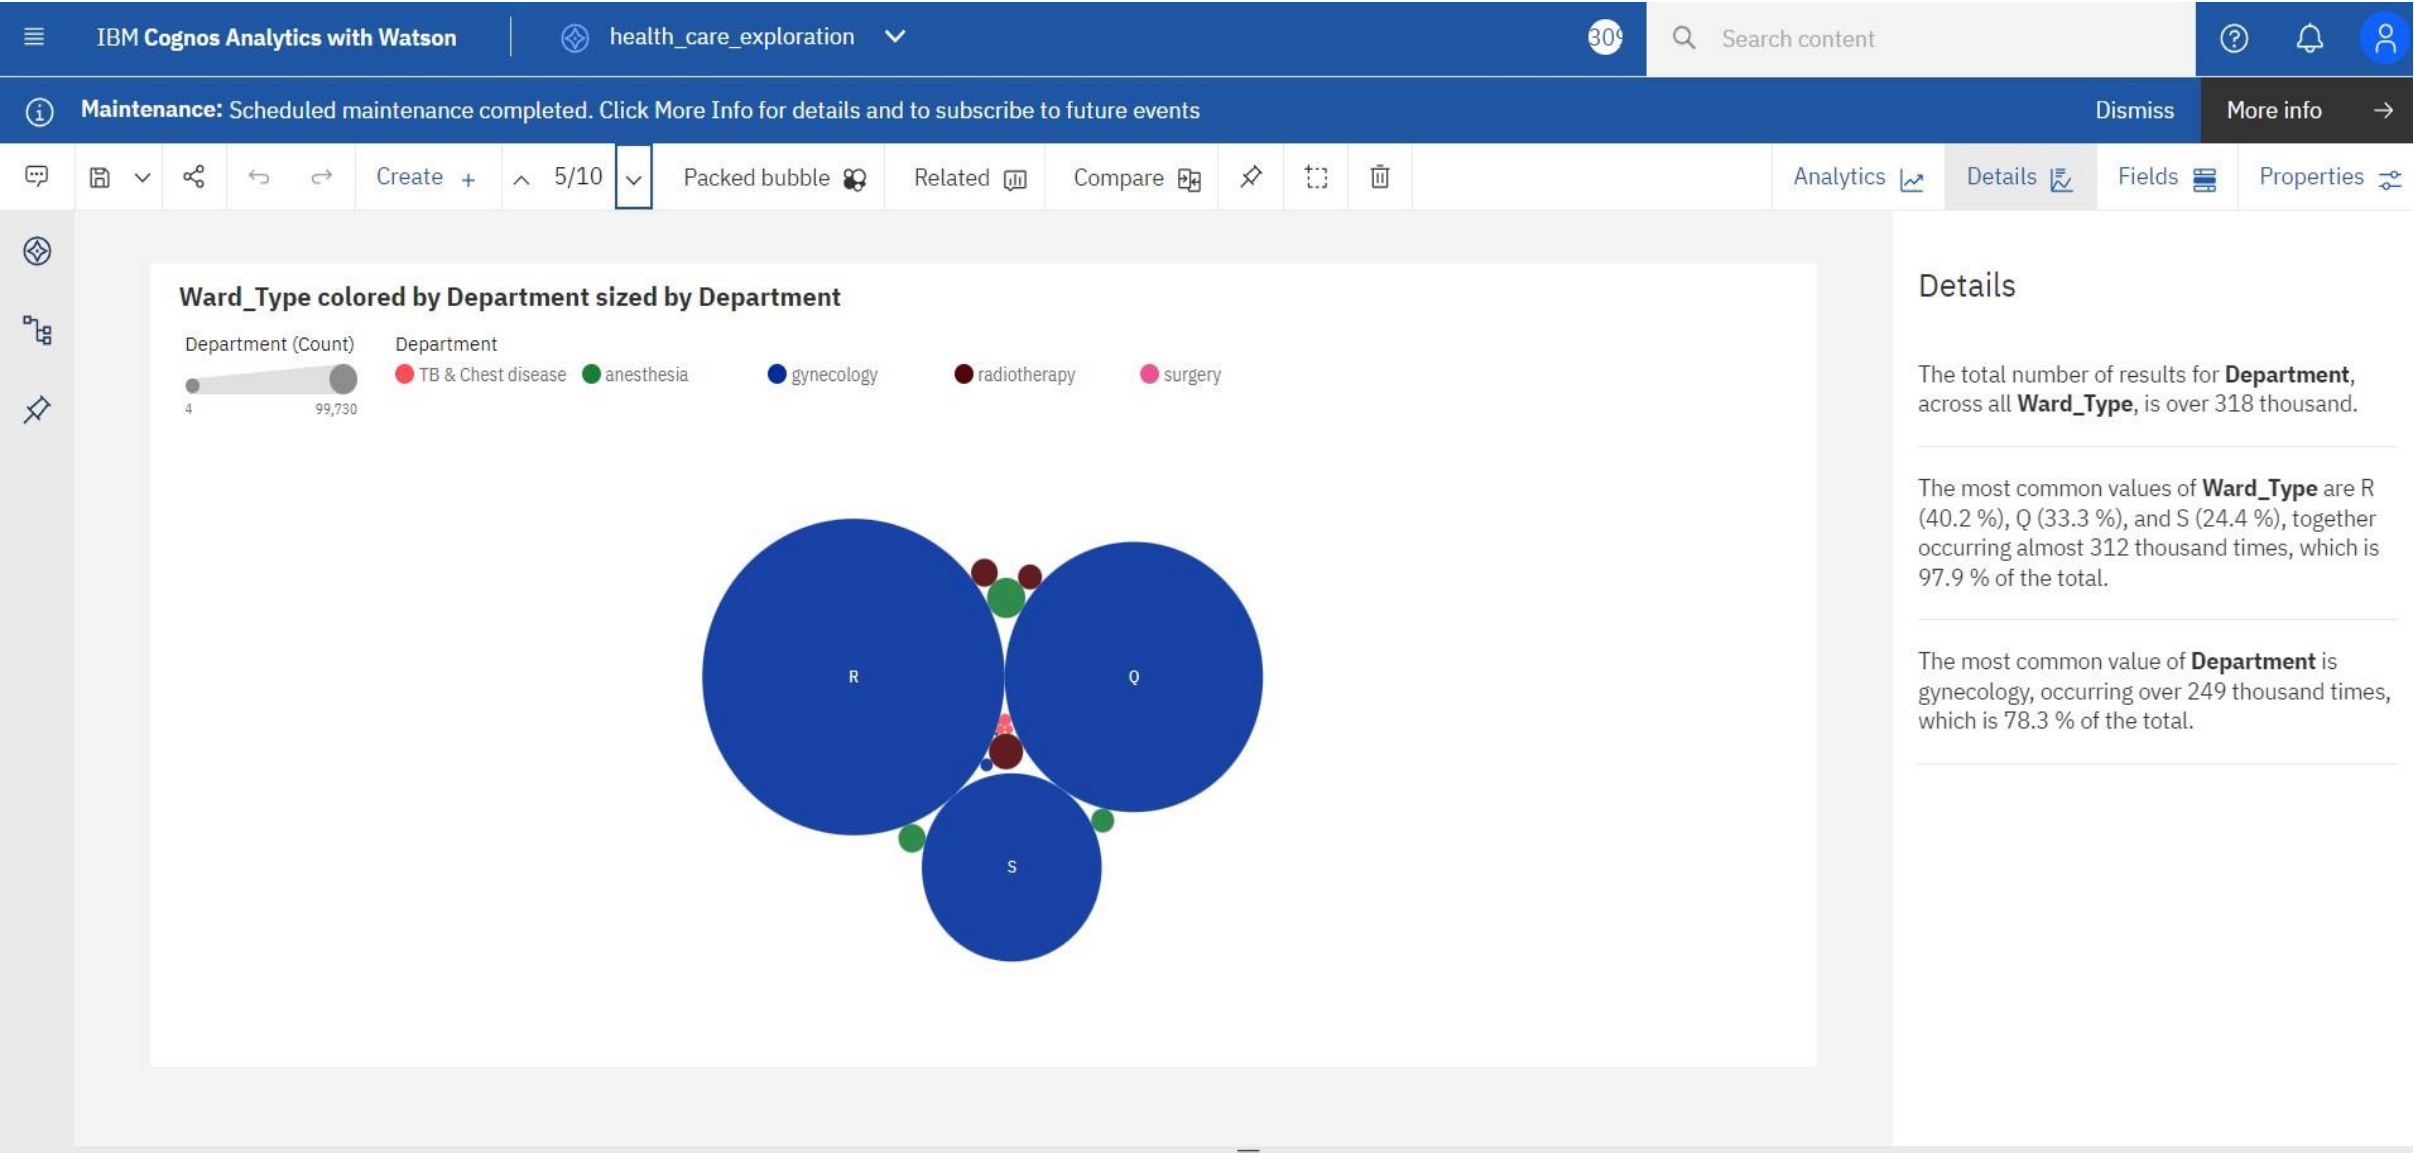 IBM Cognos Analytics with Watson
health_care_exploration
Search content
Maintenance: Scheduled maintenance completed. Click More Info for details and to subscribe to future events
Dismiss
More info
Create +
5/10
Packed bubble
Related
Compare
Analytics
Details
Fields
Properties
Ward_Type colored by Department sized by Department
Department (Count)
4
99,730
Department
TB & Chest disease
anesthesia
gynecology
radiotherapy
surgery
R
Q
S
Details
The total number of results for Department,
across all Ward_Type, is over 318 thousand.
The most common values of Ward_Type are R
(40.2 %), Q (33.3 %), and S (24.4 %), together
occurring almost 312 thousand times, which is
97.9 % of the total.
The most common value of Department is
gynecology, occurring over 249 thousand times,
which is 78.3 % of the total.